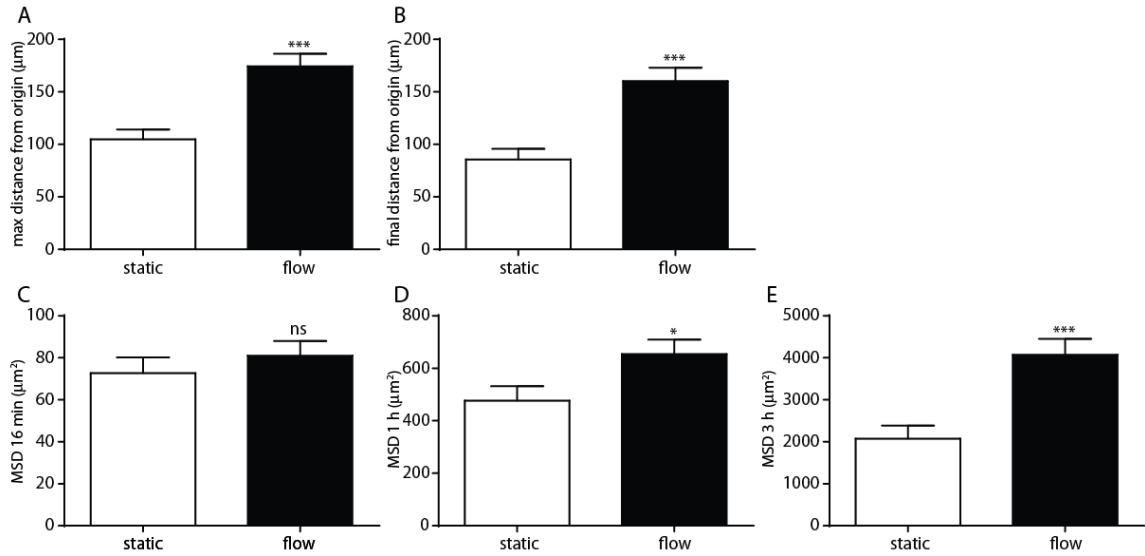 A
max distance from origin (μm)
200
150
100
50
0
***
static
flow
B
final distance from origin (μm)
200
150
100
50
0
***
static
flow
C
MSD 16 min (μm²)
100
80
60
40
20
0
ns
static
flow
D
MSD 1 h (μm²)
800
600
400
200
0
*
static
flow
E
MSD 3 h (μm²)
5000
4000
3000
2000
1000
0
***
static
flow